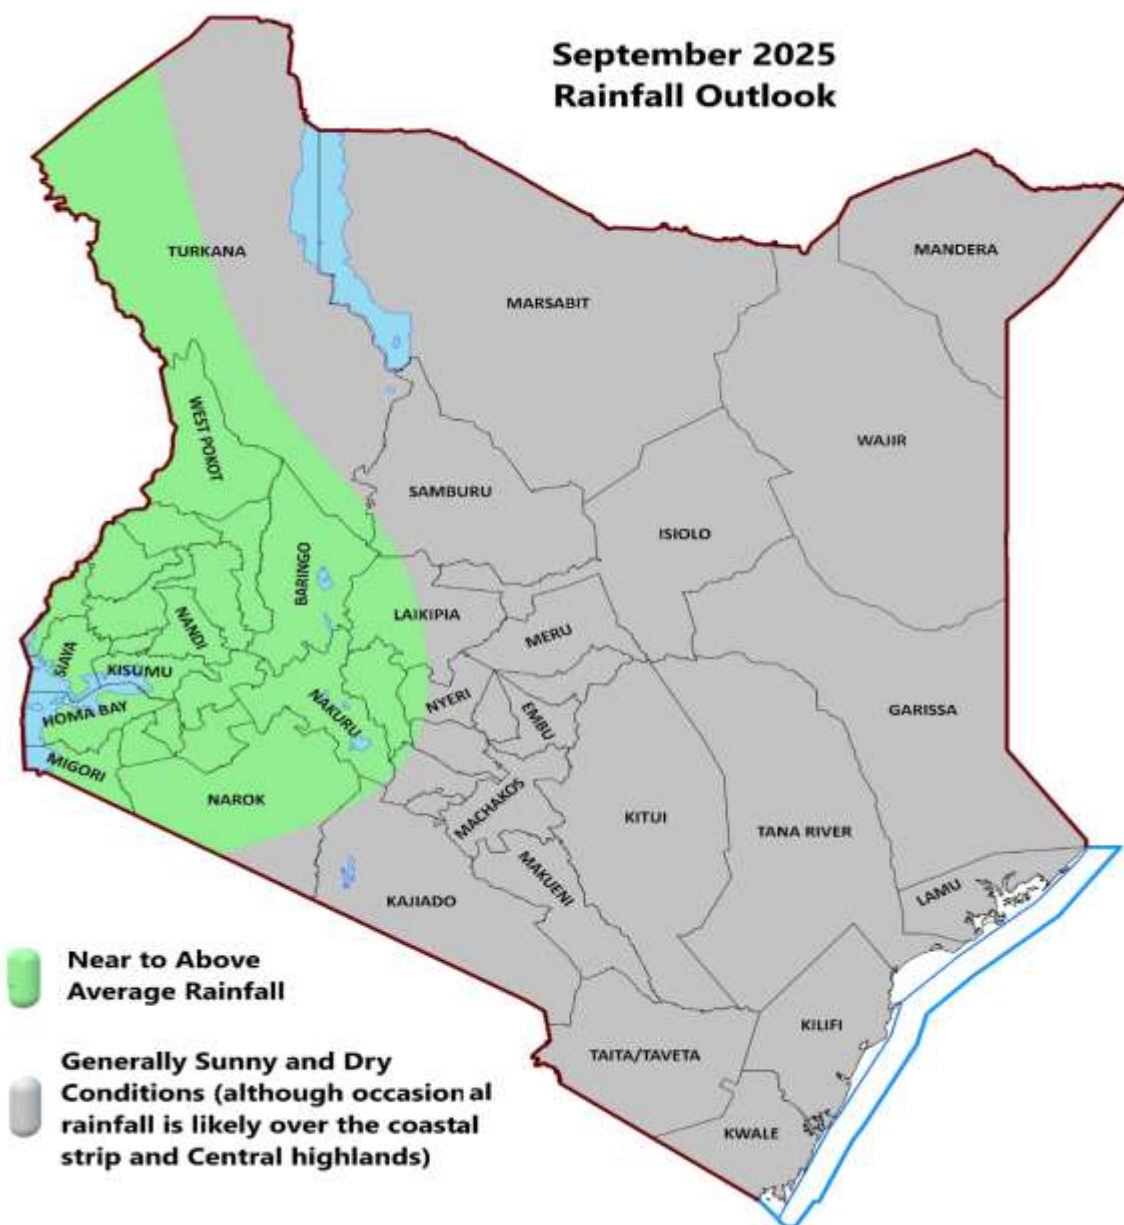 September 2025
Rainfall Outlook
TURKANA
MANDERA
MARSABIT
WEST POKOT
WAJIR
SAMBURU
ISIOLO
BARINGO
LAIKIPIA
MERU
NANDI
SIAYA
KISUMU
NYERI
NAKURU
EMBU
HOMA BAY
GARISSA
MIGORI
NAROK
MACHAKOS
KITUI
TANA RIVER
MAKUENI
LAMU
KAJIADO
Near to Above
Average Rainfall
KILIFI
TAITA/TAVETA
KWALE
Generally Sunny and Dry
Conditions (although occasional
rainfall is likely over the coastal
strip and Central highlands)